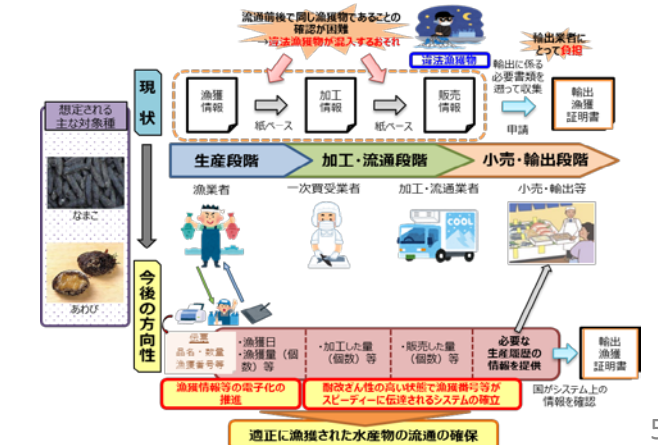 流通前後で同じ漁獲物であることの
確認が困難
→違法漁獲物が混入するおそれ
違法漁獲物
輸出業者に
とって負担
現状
漁獲
情報
加工
情報
販売
情報
紙ベース
紙ベース
輸出に係る
必要書類を
遡って収集
申請
輸出
漁獲
証明書
想定される
主な対象種
なまこ
あわび
生産段階
加工・流通段階
小売・輸出段階
漁業者
一次買受業者
加工・流通業者
小売・輸出等
COOL
今後の方向性
伝票
品名・数量
漁獲番号等
・漁獲日
・漁獲量（個
数）等
・加工した量
（個数）等
・販売した量
（個数）等
必要な
生産履歴の
情報を提供
輸出
漁獲
証明書
漁獲情報等の電子化の
推進
耐改ざん性の高い状態で漁獲番号等が
スピーディーに伝達されるシステムの確立
国がシステム上の
情報を確認
適正に漁獲された水産物の流通の確保